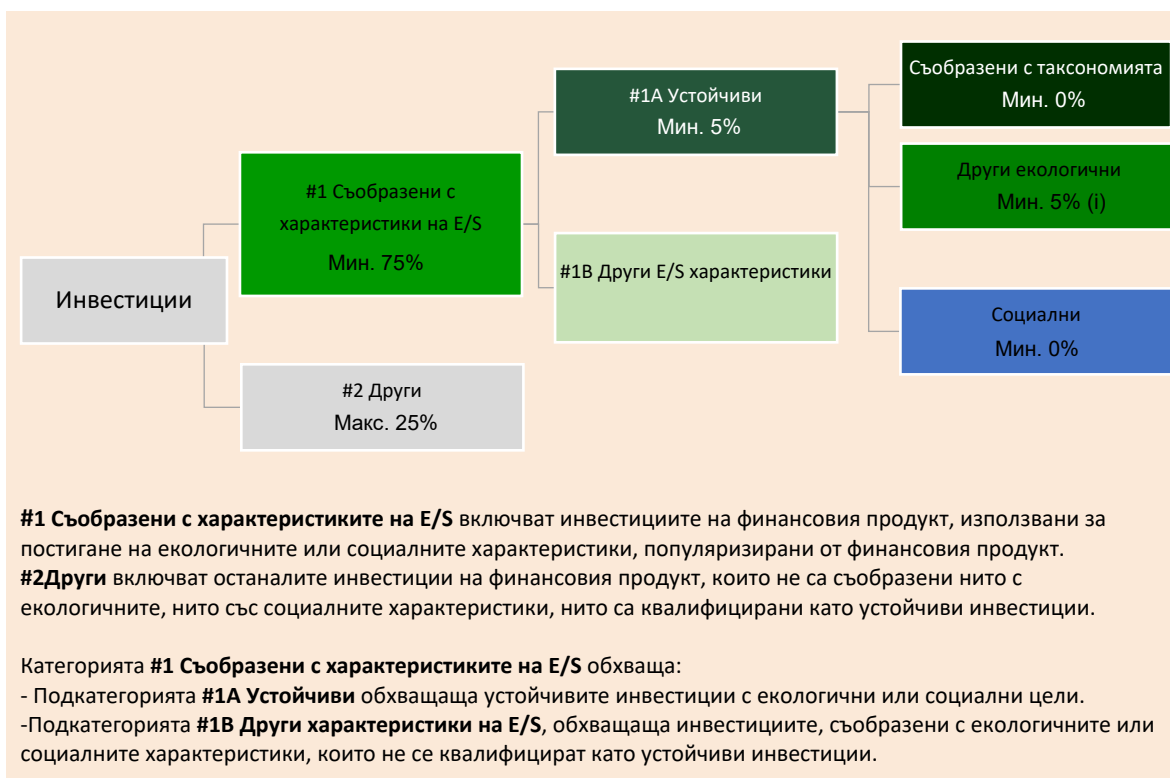 Съобразени с таксономията
Мин. 0%
#1А Устойчиви
Мин. 5%
Други екологични
Мин. 5% (i)
#1 Съобразени с
характеристики на E/S
Мин. 75%
#1В Други E/S характеристики
Инвестиции
Социални
Мин. 0%
#2 Други
Макс. 25%
#1 Съобразени с характеристиките на E/S включват инвестициите на финансовия продукт, използвани за
постигане на екологичните или социалните характеристики, популяризирани от финансовия продукт.
#2Други включват останалите инвестиции на финансовия продукт, които не са съобразени нито с
екологичните, нито със социалните характеристики, нито са квалифицирани като устойчиви инвестиции.
Категорията #1 Съобразени с характеристиките на E/S обхваща:
- Подкатегорията #1А Устойчиви обхващаща устойчивите инвестиции с екологични или социални цели.
-Подкатегорията #1В Други характеристики на E/S, обхващаща инвестициите, съобразени с екологичните или
социалните характеристики, които не се квалифицират като устойчиви инвестиции.